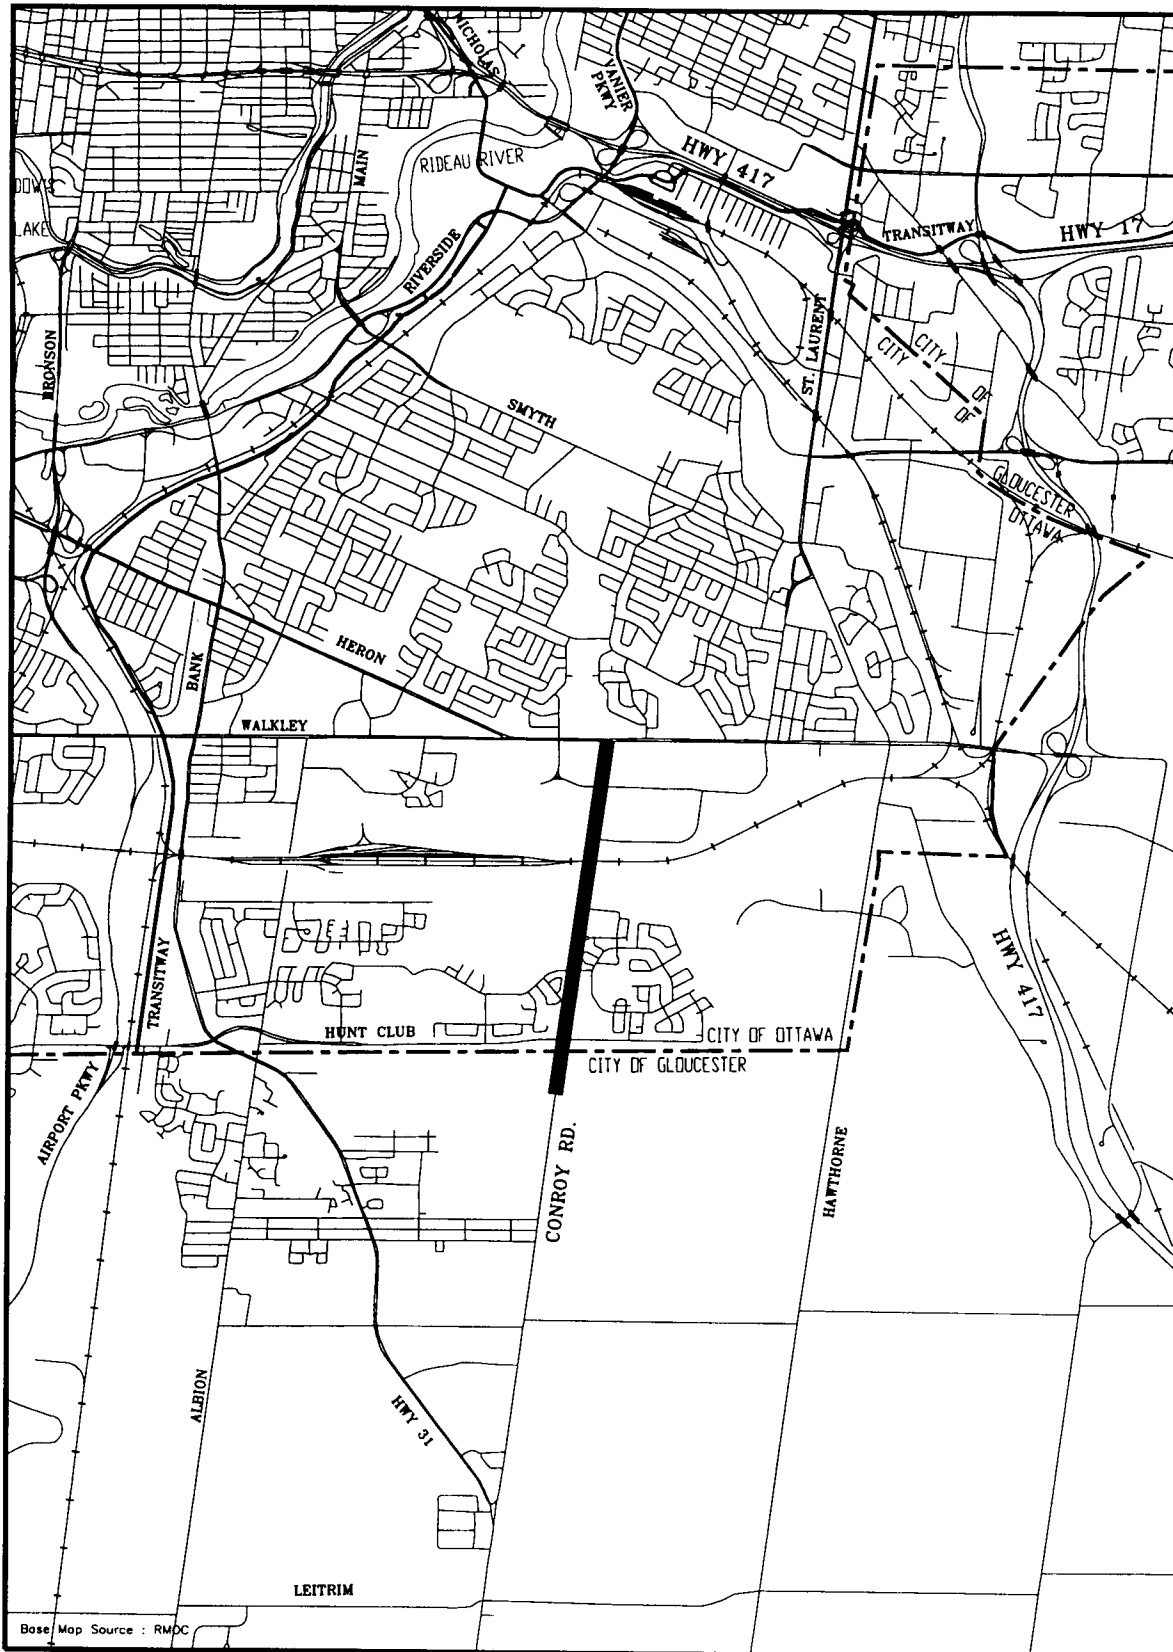 NICHOLAS
VANIER
PKWY
MAIN
RIDEAU RIVER
HWY 417
DOW'S
LAKE
TRANSITWAY
HWY 17
RIVERSIDE
BRONSON
ST. LAURENT
CITY OF
CITY OF
SMYTH
GLOUCESTER
OTTAWA
HERON
BANK
WALKLEY
TRANSITWAY
HWY 417
HUNT CLUB
CITY OF OTTAWA
CITY OF GLOUCESTER
AIRPORT PKWY
CONROY RD.
HAWTHORNE
ALBION
HWY 31
LEITRIM
Base Map Source : RMOC